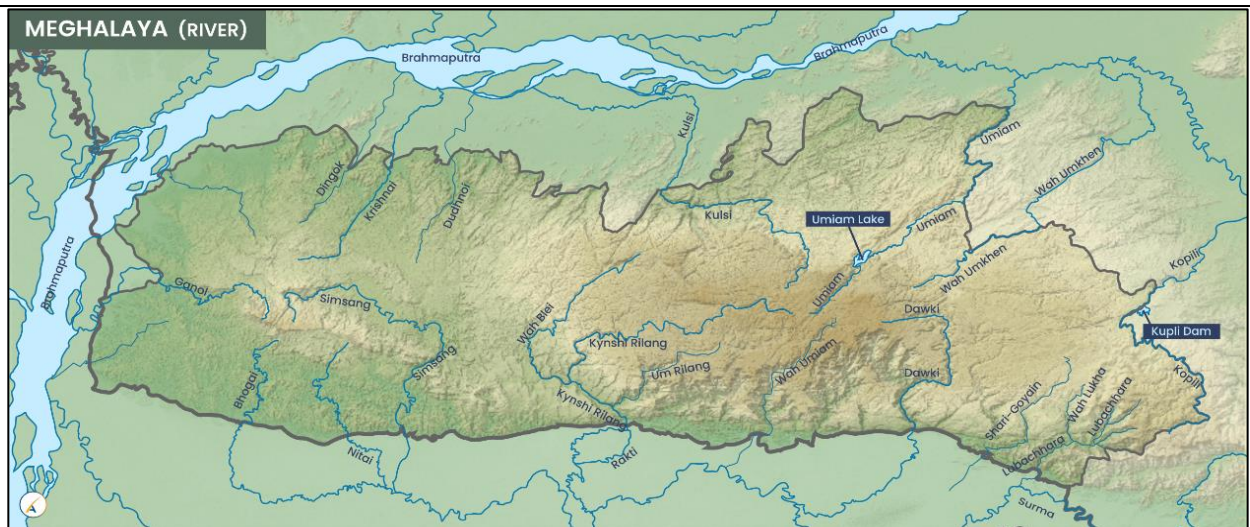 MEGHALAYA (RIVER)
Brahmaputra
Brahmaputra
Kulsi
Umiam
Dingok
Krishnai
Dudhnoi
Wah Umkhen
Kulsi
Umiam Lake
Umiam
Brahmaputra
Kopili
Ganol
Simsang
Umiam
Wah Umkhen
Dawki
Wah Blei
Kynshi Rilang
Kupli Dam
Simsang
Um Rilang
Wah Umiam
Dawki
Kopili
Bhogai
Kynshi Rilang
Shari-Goyain
Wah Lukha
Lubachhara
Nitai
Rakti
Lubachhara
Surma